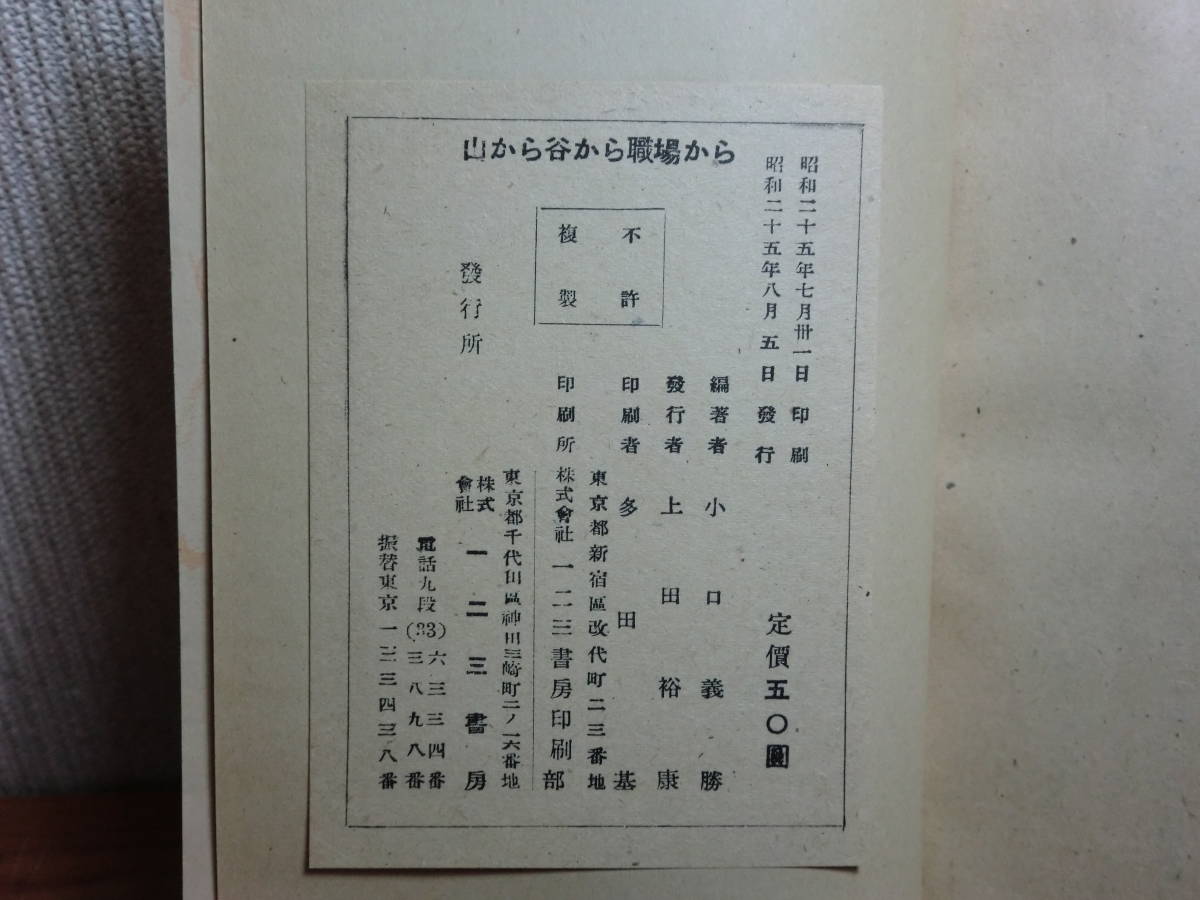 山から谷から職場から
昭和二十五年七月卅一日印刷
昭和二十五年八月五日發行
定價五〇圓
不許
複製
編著者 小口義勝
發行者 上田裕康
印刷者 多田基
東京都新宿區改代町二三番地
印刷所 株式會社 一二三書房印刷部
東京都千代田區神田三崎町二ノ一六番地
發行所 株式會社 一二三書房
電話九段(33)六三三四番
三八九八番
振替東京一三三四三八番